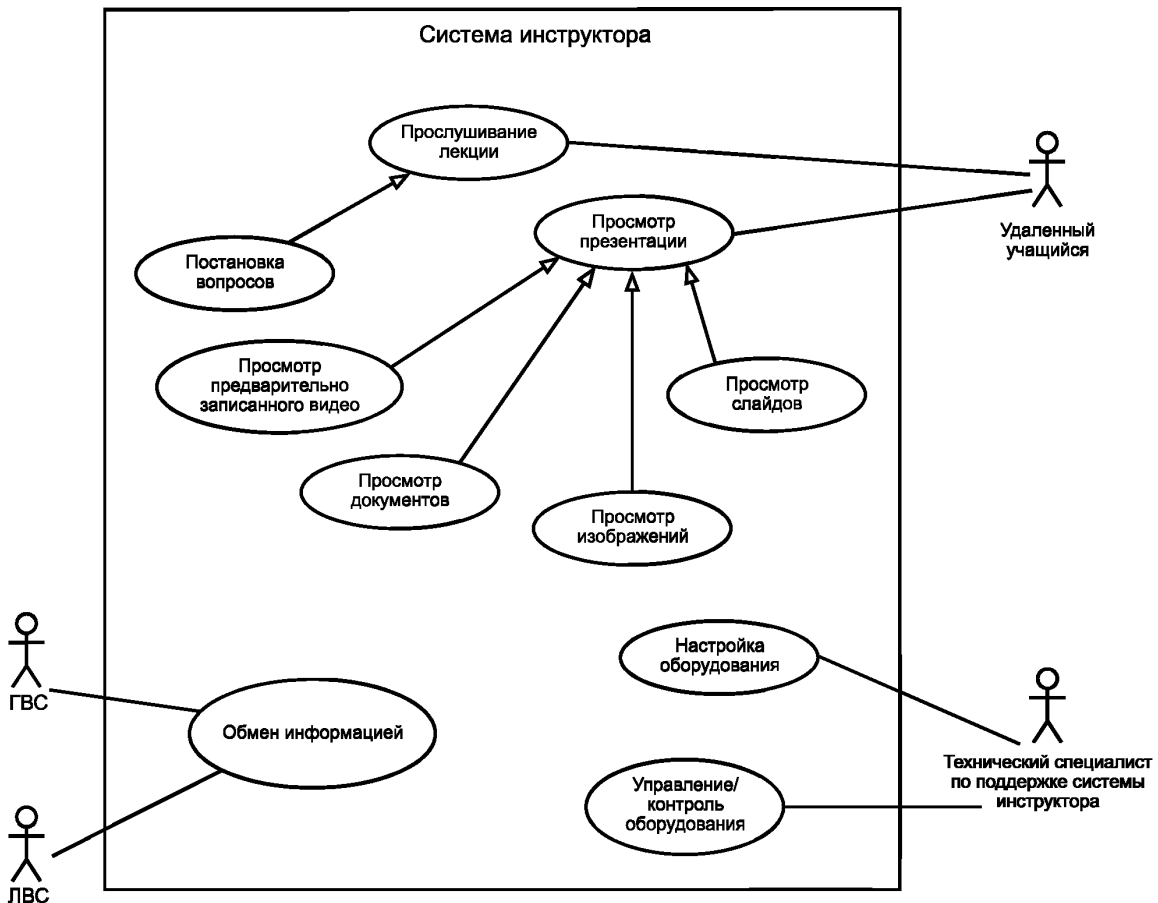 Система инструктора
Прослушивание
лекции
Просмотр
презентации
Удаленный
учащийся
Постановка
вопросов
Просмотр
предварительно
записанного видео
Просмотр
слайдов
Просмотр
документов
Просмотр
изображений
Настройка
оборудования
ГВС
Обмен информацией
Технический специалист
по поддержке системы
инструктора
Управление/
контроль
оборудования
ЛВС